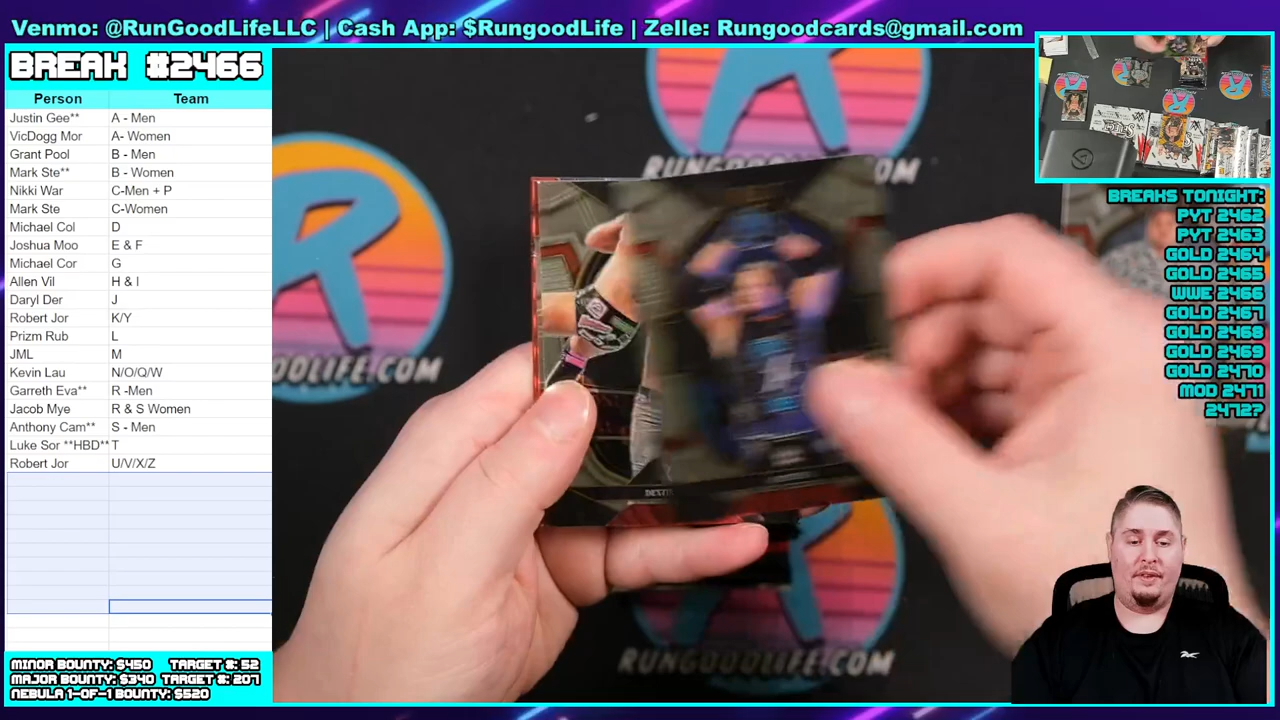 Venmo: @RunGoodLifeLLC | Cash App: $RungoodLife | Zelle: Rungoodcards@gmail.com
BREAK #2466
Person Team
Justin Gee** A - Men
VicDogg Mor A- Women
Grant Pool B - Men
Mark Ste** B - Women
Nikki War C-Men + P
Mark Ste C-Women
Michael Col D
Joshua Moo E & F
Michael Cor G
Allen Vil H & I
Daryl Der J
Robert Jor K/Y
Prizm Rub L
JML M
Kevin Lau N/O/Q/W
Garreth Eva** R -Men
Jacob Mye R & S Women
Anthony Cam** S - Men
Luke Sor **HBD** T
Robert Jor U/V/X/Z
MINOR BOUNTY: $450 TARGET #: 52
MAJOR BOUNTY: $340 TARGET #: 207
NEBULA 1-OF-1 BOUNTY: $520
RUNGOODLIFE.COM
OODLIFE.COM
RUNGOODLIFE.COM
BREAKS TONIGHT:
PYT 2462
PYT 2463
GOLD 2464
GOLD 2465
WWE 2466
GOLD 2467
GOLD 2468
GOLD 2469
GOLD 2470
MOD 2471
2472?